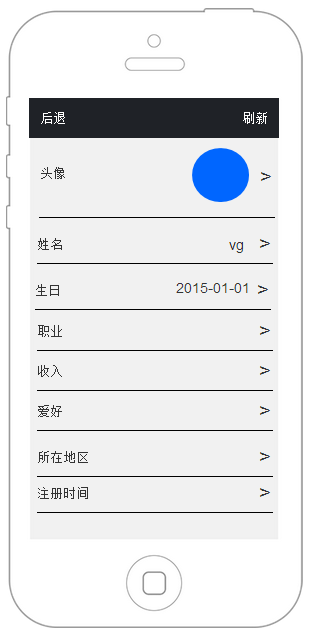 后退 刷新
头像 >
姓名 vg >
生日 2015-01-01 >
职业 >
收入 >
爱好 >
所在地区 >
注册时间 >